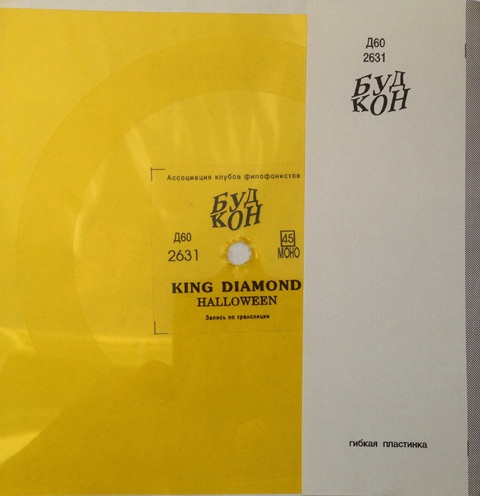 Д60
2631
БУД
КОН
Ассоциация клубов филофонистов
БУД
КОН
Д60
2631
45
МОНО
KING DIAMOND
HALLOWEEN
Запись по трансляции
гибкая пластинка